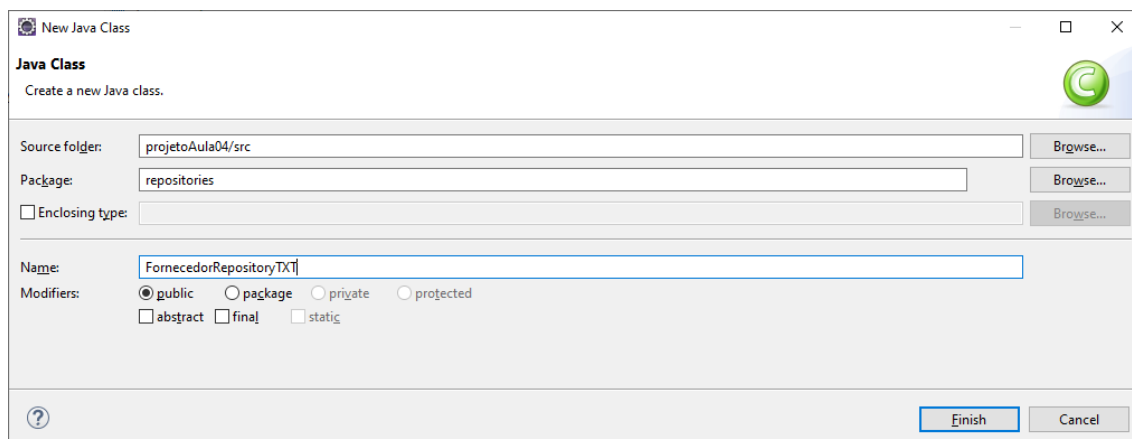 New Java Class
Java Class
Create a new Java class.
C
Source folder: projetoAula04/src Browse...
Package: repositories Browse...
Enclosing type: Browse...
Name: FornecedorRepositoryTXT
Modifiers: public package private protected
abstract final static
? Finish Cancel